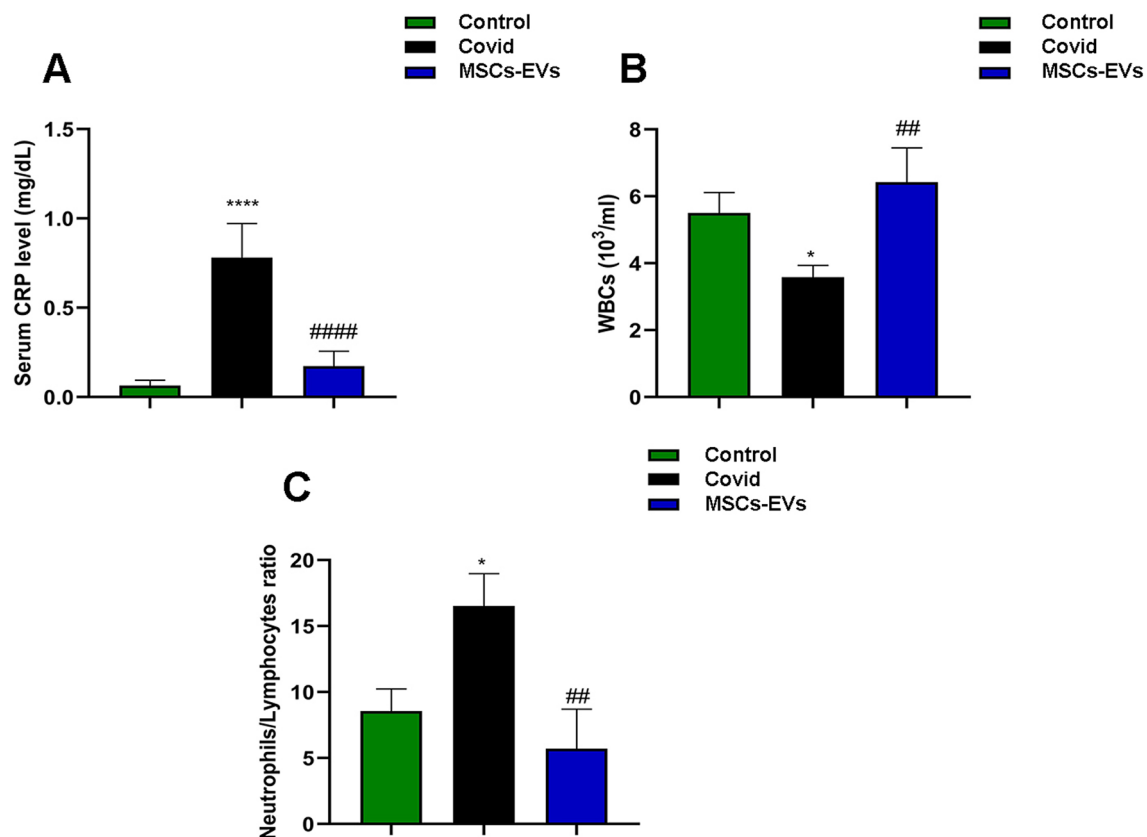 A
Control
Covid
MSCs-EVs
Serum CRP level (mg/dL)
1.5
1.0
0.5
0.0
****
####
B
Control
Covid
MSCs-EVs
WBCs (10³/ml)
8
6
4
2
0
*
##
C
Control
Covid
MSCs-EVs
Neutrophils/Lymphocytes ratio
20
15
10
5
0
*
##